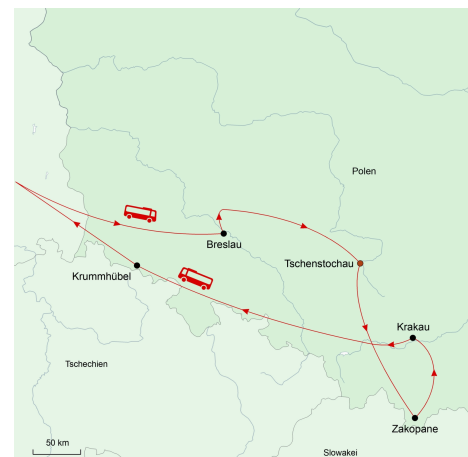 Polen
Breslau
Tschenstochau
Krummhübel
Krakau
Tschechien
Zakopane
50 km
Slowakei